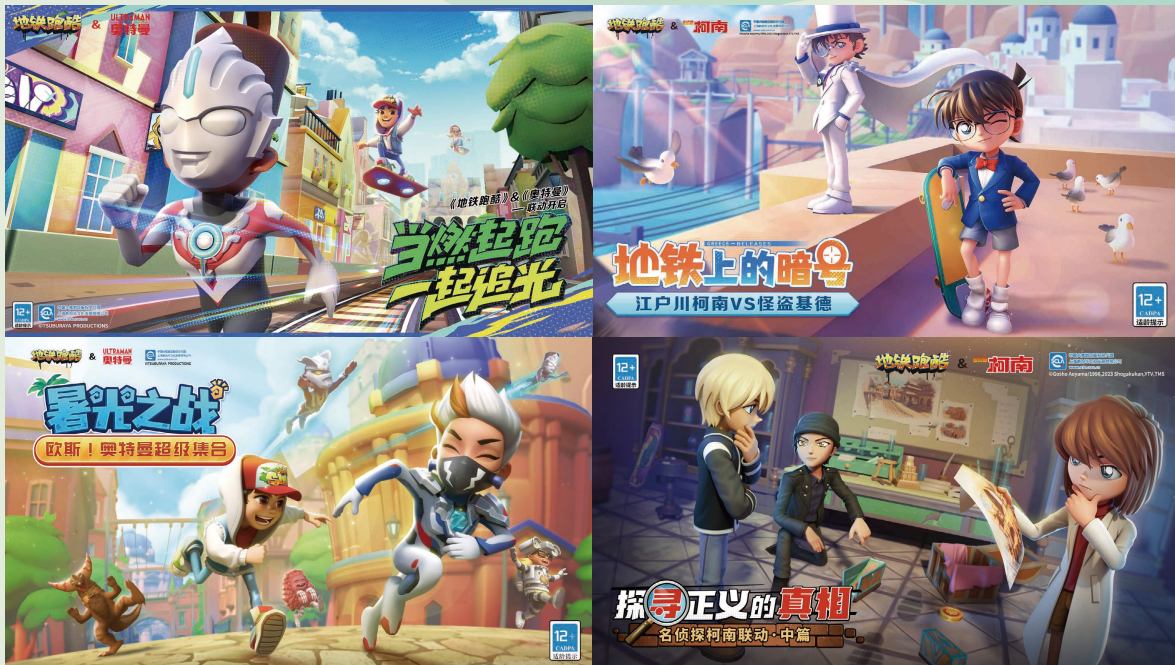 地铁跑酷 & ULTRAMAN 奥特曼
《地铁跑酷》&《奥特曼》
联动开启
当燃起跑
一起追光
12+
CADPA
适龄提示
©TSUBURAYA PRODUCTIONS
地铁跑酷 & 柯南
GREECE RELEASES
地铁上的暗号
江户川柯南VS怪盗基德
12+
CADPA
适龄提示
地铁跑酷 & ULTRAMAN 奥特曼
©TSUBURAYA PRODUCTIONS
暑光之战
欧斯！奥特曼超级集合
12+
CADPA
适龄提示
12+
CADPA
适龄提示
地铁跑酷 & 柯南
©Gosho Aoyama/1996,2023 Shogakukan,YTV,TMS
探寻正义的真相
名侦探柯南联动·中篇